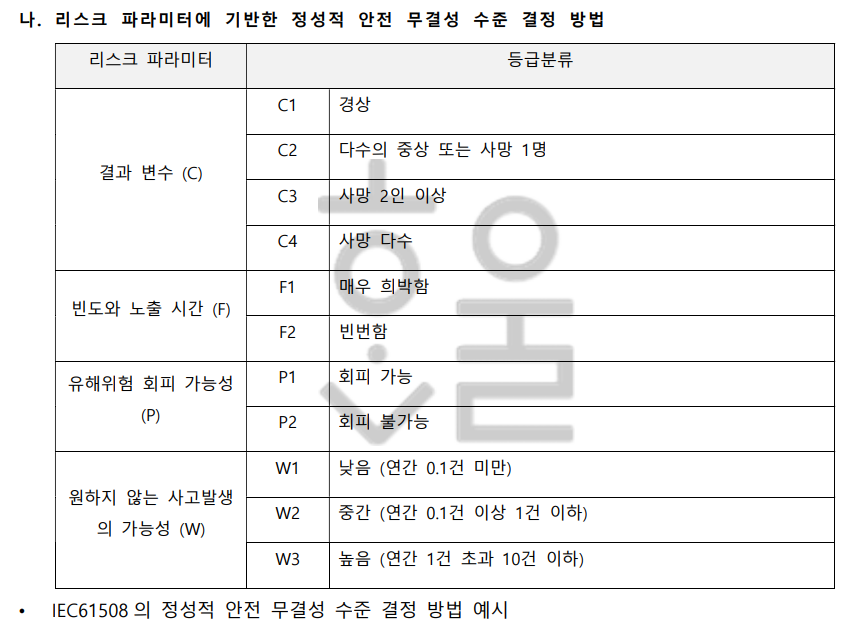 나. 리스크 파라미터에 기반한 정성적 안전 무결성 수준 결정 방법
리스크 파라미터
등급분류
결과 변수 (C)
C1
경상
C2
다수의 중상 또는 사망 1명
C3
사망 2인 이상
C4
사망 다수
빈도와 노출 시간 (F)
F1
매우 희박함
F2
빈번함
유해위험 회피 가능성
(P)
P1
회피 가능
P2
회피 불가능
원하지 않는 사고발생
의 가능성 (W)
W1
낮음 (연간 0.1건 미만)
W2
중간 (연간 0.1건 이상 1건 이하)
W3
높음 (연간 1건 초과 10건 이하)
• IEC61508 의 정성적 안전 무결성 수준 결정 방법 예시